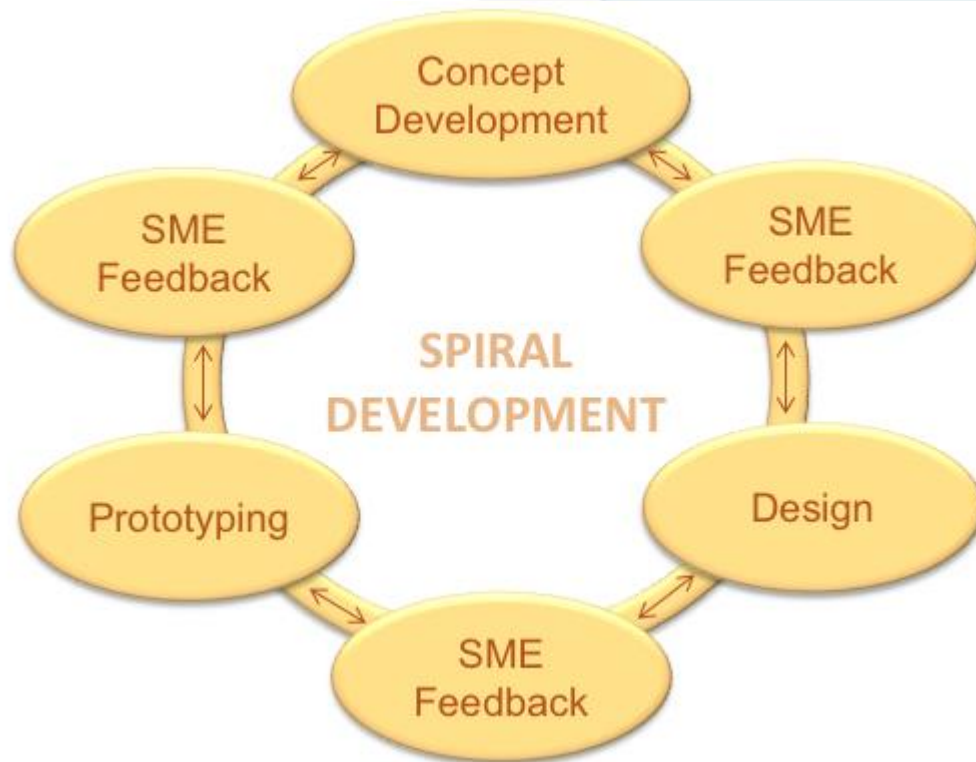 Concept
Development
SME
Feedback
SME
Feedback
SPIRAL
DEVELOPMENT
Prototyping
Design
SME
Feedback